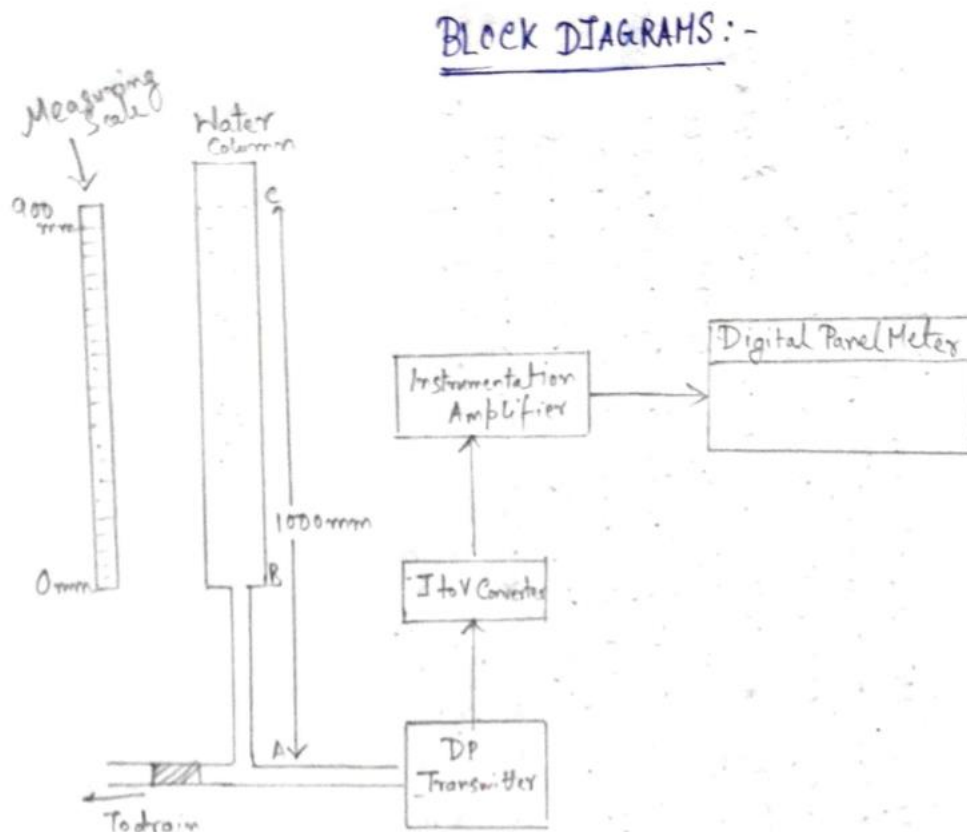 BLOCK DIAGRAMS:-
Measuring
Scale
Water
Column
900
mm
C
Digital Panel Meter
Instrumentation
Amplifier
1000mm
B
0mm
I to V Converter
A
DP
Transmitter
To drain